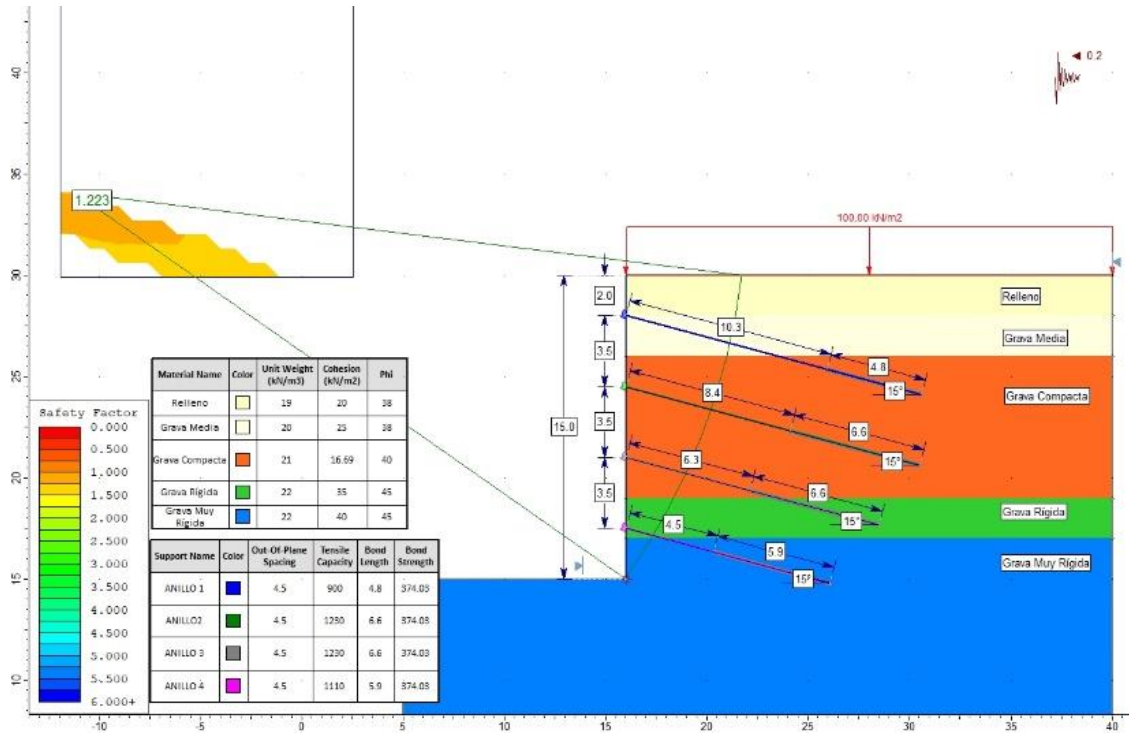 40
35
30
25
20
15
10
-10
-5
0
5
10
15
20
25
30
35
40
0.2
1.223
100.00 kN/m2
2.0
3.5
3.5
3.5
15.0
10.3
4.8
15°
8.4
6.6
15°
6.3
6.6
15°
4.5
5.9
15°
Relleno
Grava Media
Grava Compacta
Grava Rígida
Grava Muy Rígida
Material Name Color Unit Weight (kN/m3) Cohesion (kN/m2) Phi
Relleno 19 20 38
Grava Media 20 25 38
Grava Compacta 21 16.69 40
Grava Rígida 22 35 45
Grava Muy Rígida 22 40 45
Safety Factor
0.000
0.500
1.000
1.500
2.000
2.500
3.000
3.500
4.000
4.500
5.000
5.500
6.000+
Support Name Color Out-Of-Plane Spacing Tensile Capacity Bond Length Bond Strength
ANILLO 1 4.5 900 4.8 374.03
ANILLO2 4.5 1230 6.6 374.03
ANILLO 3 4.5 1230 6.6 374.03
ANILLO 4 4.5 1110 5.9 374.03